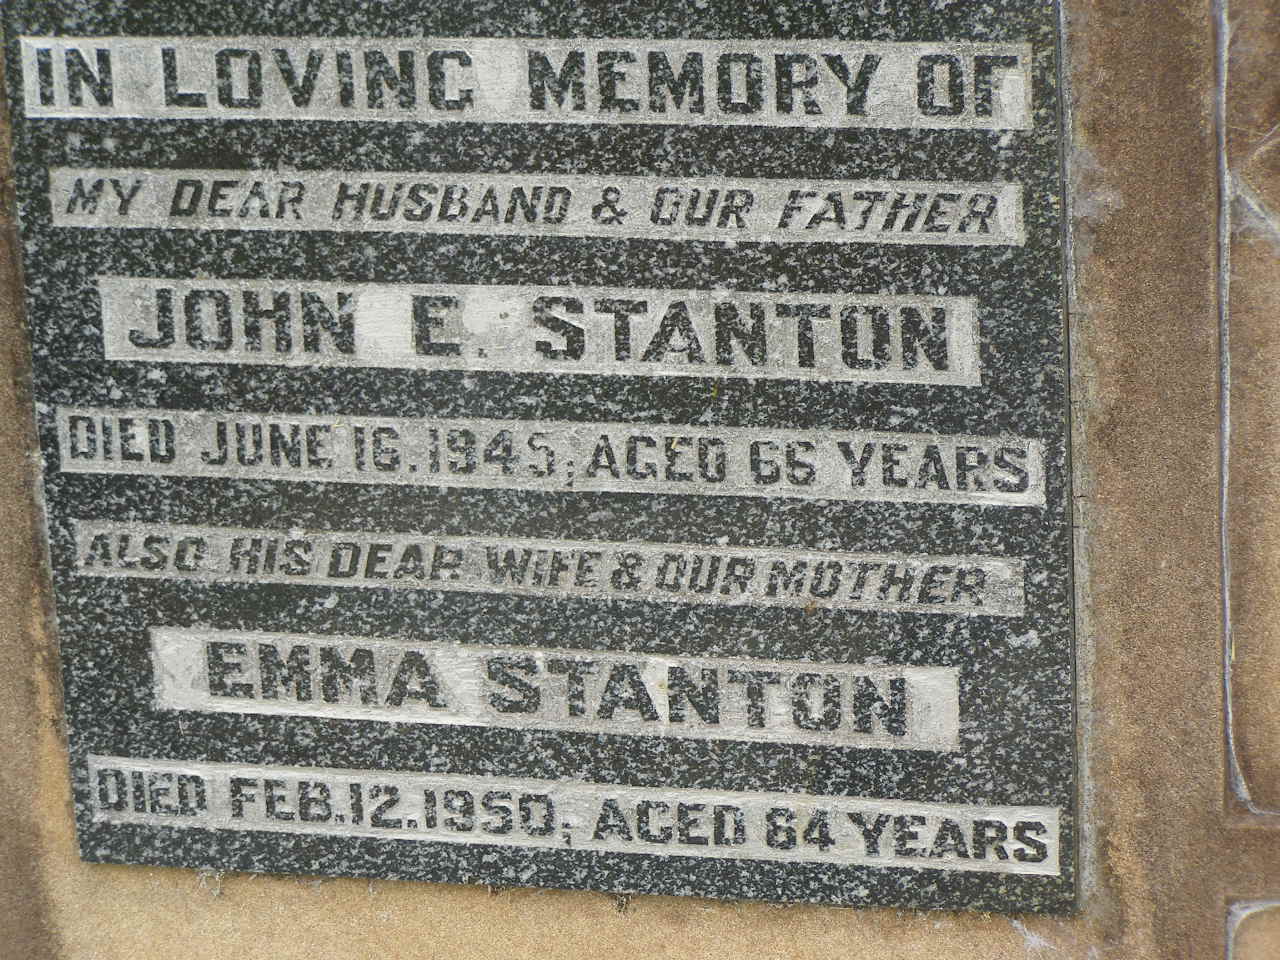 IN LOVING MEMORY OF
MY DEAR HUSBAND & OUR FATHER
JOHN E. STANTON
DIED JUNE 16.1945, AGED 66 YEARS
ALSO HIS DEAR WIFE & OUR MOTHER
EMMA STANTON
DIED FEB.12.1950, AGED 64 YEARS